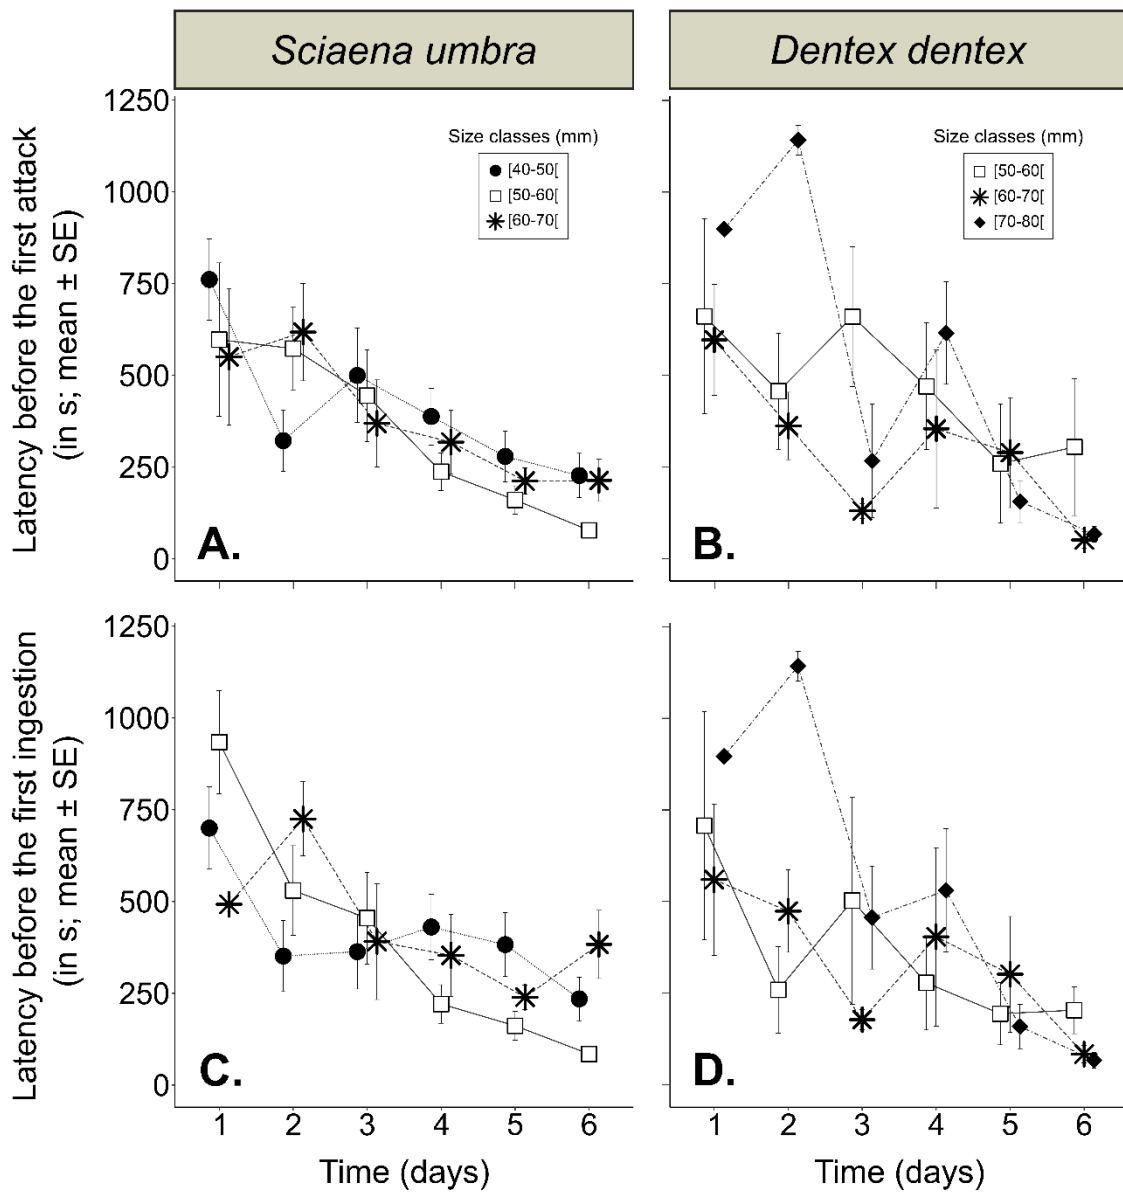 Sciaena umbra
Dentex dentex
Latency before the first attack
(in s; mean ± SE)
1250
1000
750
500
250
0
Size classes (mm)
[40-50[
[50-60[
[60-70[
A.
Size classes (mm)
[50-60[
[60-70[
[70-80[
B.
Latency before the first ingestion
(in s; mean ± SE)
1250
1000
750
500
250
0
C.
D.
1 2 3 4 5 6
1 2 3 4 5 6
Time (days)
Time (days)